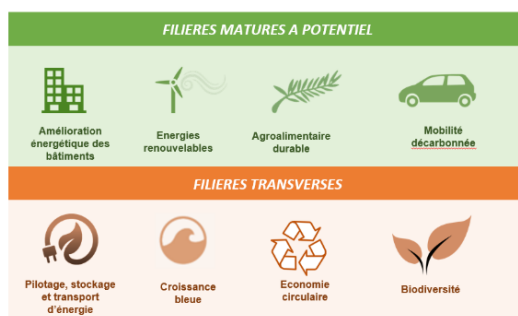 FILIERES MATURES A POTENTIEL
Amélioration
énergétique des
bâtiments
Energies
renouvelables
Agroalimentaire
durable
Mobilité
décarbonnée
FILIERES TRANSVERSES
Pilotage, stockage
et transport
d'énergie
Croissance
bleue
Economie
circulaire
Biodiversité